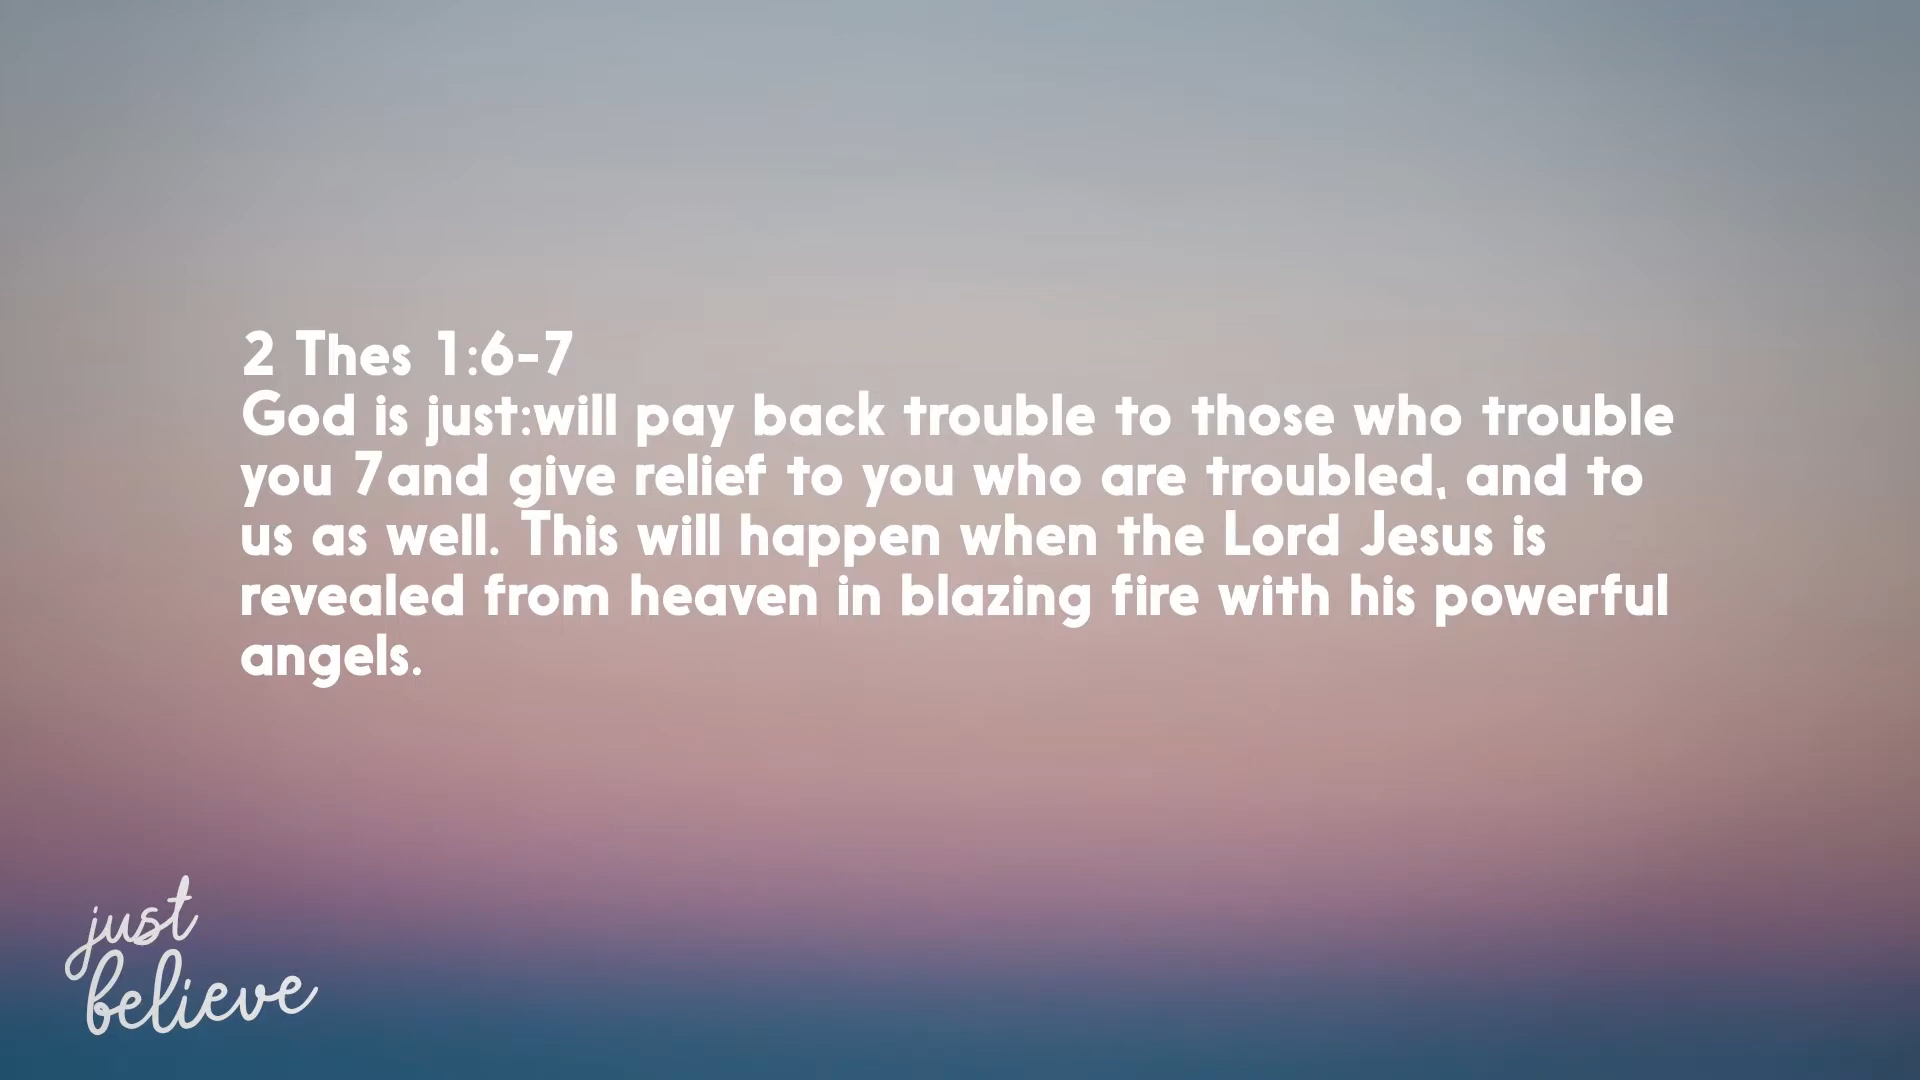 2 Thes 1:6-7
God is just:will pay back trouble to those who trouble
you 7and give relief to you who are troubled, and to
us as well. This will happen when the Lord Jesus is
revealed from heaven in blazing fire with his powerful
angels.
just
believe